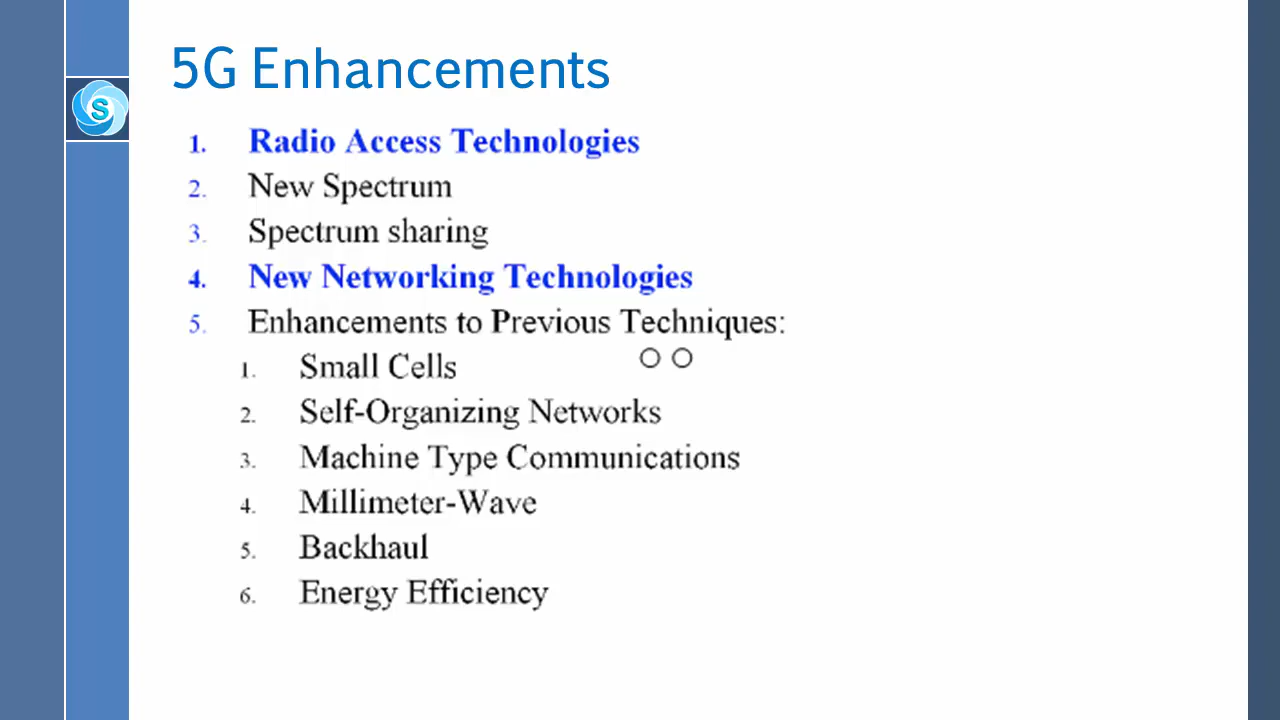 5G Enhancements
S
1. Radio Access Technologies
2. New Spectrum
3. Spectrum sharing
4. New Networking Technologies
5. Enhancements to Previous Techniques:
1. Small Cells
2. Self-Organizing Networks
3. Machine Type Communications
4. Millimeter-Wave
5. Backhaul
6. Energy Efficiency